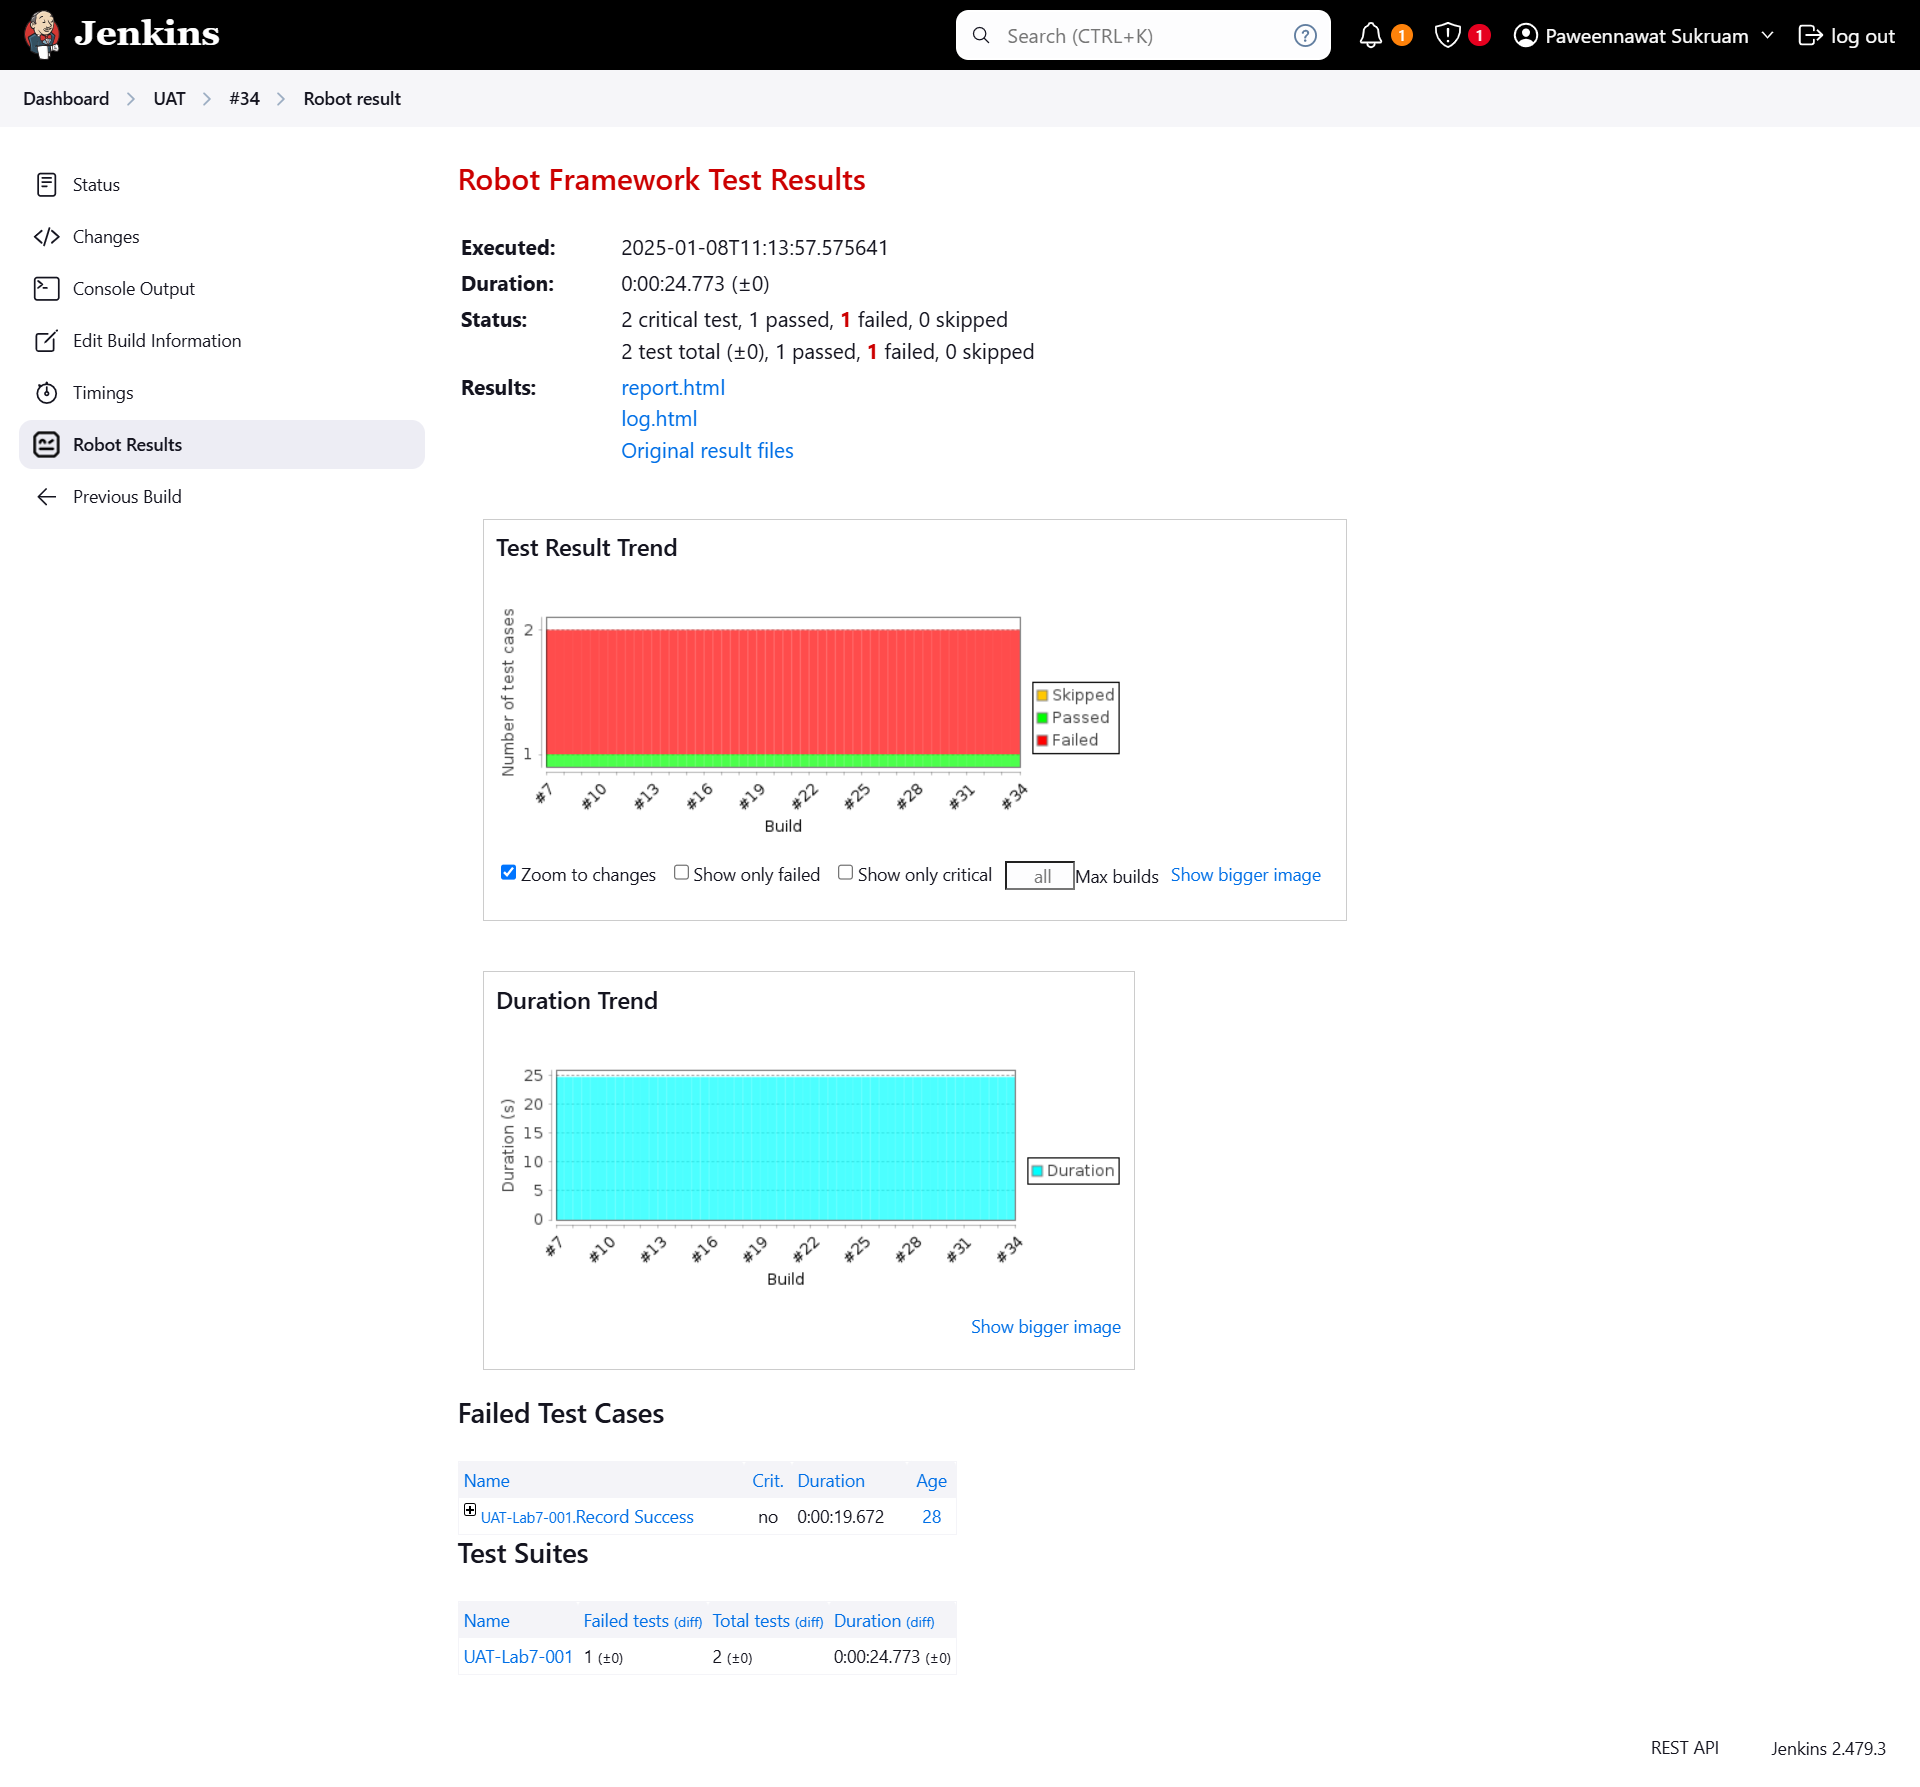 Jenkins
Search (CTRL+K)
?
1
1
Paweennawat Sukruam
log out
Dashboard
UAT
#34
Robot result
Status
Changes
Console Output
Edit Build Information
Timings
Robot Results
Previous Build
Robot Framework Test Results
Executed: 2025-01-08T11:13:57.575641
Duration: 0:00:24.773 (±0)
Status: 2 critical test, 1 passed, 1 failed, 0 skipped
2 test total (±0), 1 passed, 1 failed, 0 skipped
Results: report.html
log.html
Original result files
Test Result Trend
Number of test cases
2
1
#7 #10 #13 #16 #19 #22 #25 #28 #31 #34
Build
Skipped
Passed
Failed
Zoom to changes Show only failed Show only critical all Max builds Show bigger image
Duration Trend
Duration (s)
25
20
15
10
5
0
#7 #10 #13 #16 #19 #22 #25 #28 #31 #34
Build
Duration
Show bigger image
Failed Test Cases
Name Crit. Duration Age
UAT-Lab7-001.Record Success no 0:00:19.672 28
Test Suites
Name Failed tests (diff) Total tests (diff) Duration (diff)
UAT-Lab7-001 1 (±0) 2 (±0) 0:00:24.773 (±0)
REST API Jenkins 2.479.3